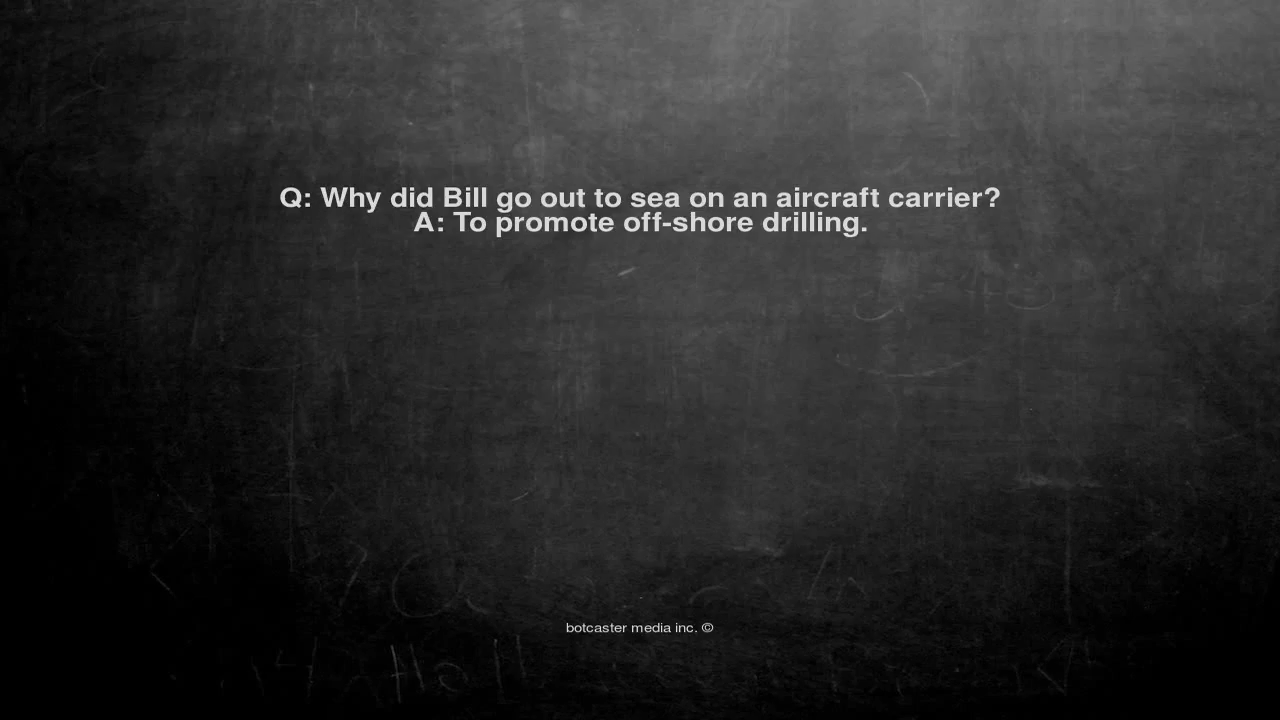 Q: Why did Bill go out to sea on an aircraft carrier?
A: To promote off-shore drilling.
botcaster media inc. ©